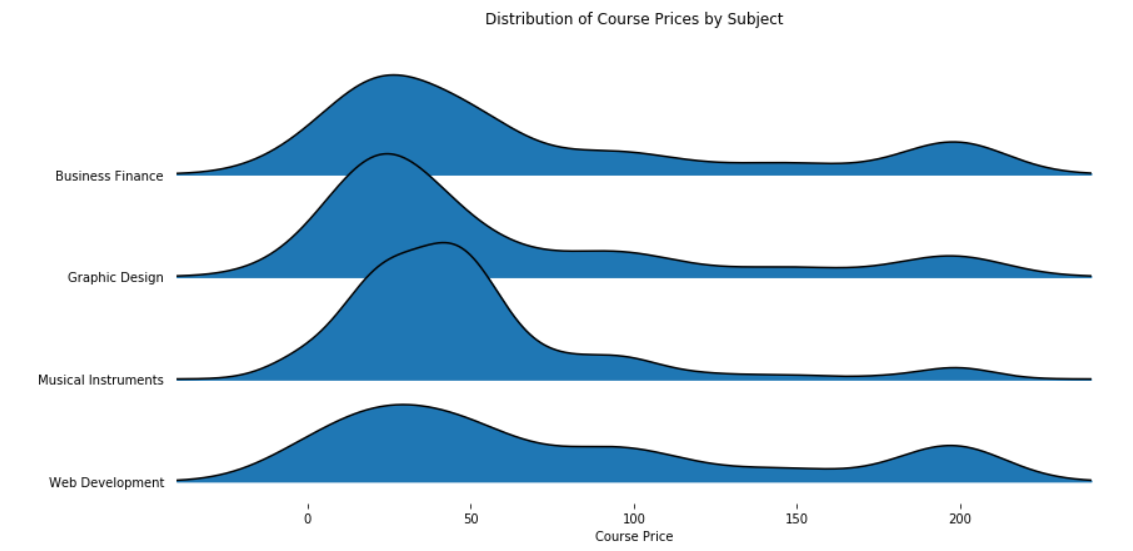 Distribution of Course Prices by Subject
Business Finance
Graphic Design
Musical Instruments
Web Development
0 50 100 150 200
Course Price